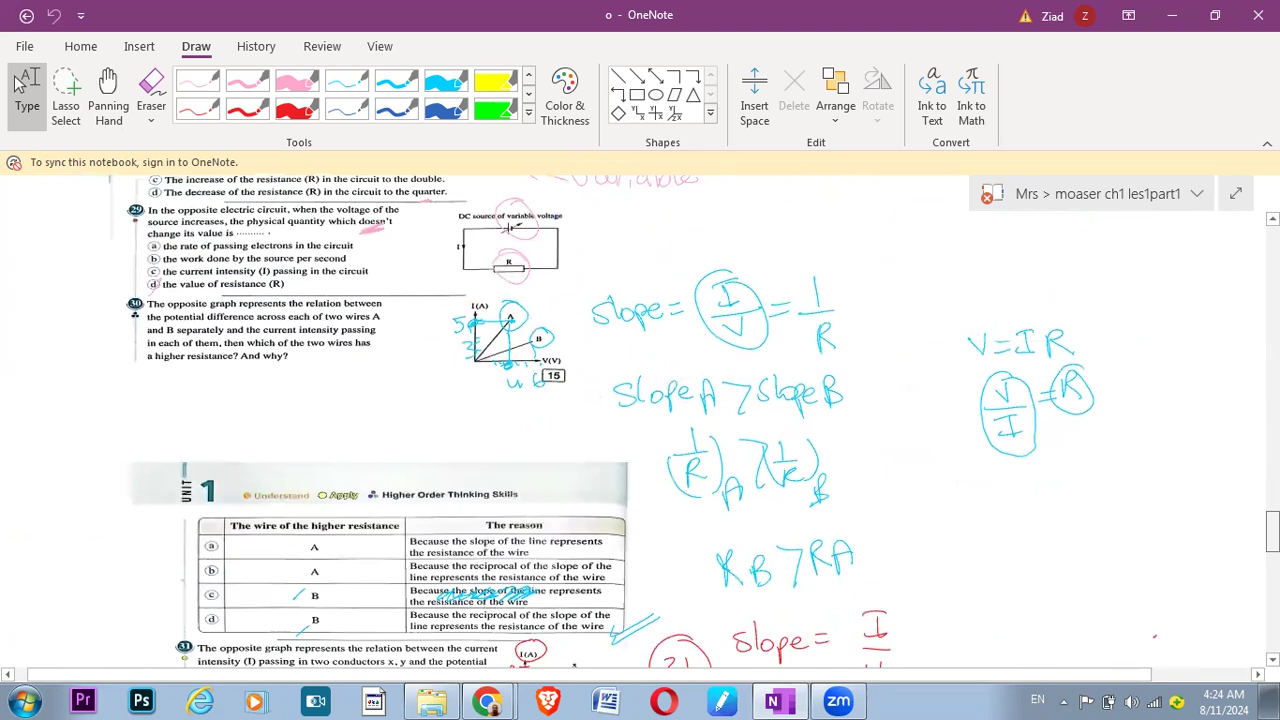 o - OneNote
Ziad
Z
File
Home
Insert
Draw
History
Review
View
Type
Lasso Select
Panning Hand
Eraser
Color & Thickness
Insert Space
Delete
Arrange
Rotate
Ink to Text
Ink to Math
Tools
Shapes
Edit
Convert
To sync this notebook, sign in to OneNote.
Mrs > moaser ch1 les1part1
variable
c The increase of the resistance (R) in the circuit to the double.
d The decrease of the resistance (R) in the circuit to the quarter.
29 In the opposite electric circuit, when the voltage of the
source increases, the physical quantity which doesn't
change its value is ..........
a the rate of passing electrons in the circuit
b the work done by the source per second
c the current intensity (I) passing in the circuit
d the value of resistance (R)
DC source of variable voltage
I
R
30 The opposite graph represents the relation between
the potential difference across each of two wires A
and B separately and the current intensity passing
in each of them, then which of the two wires has
a higher resistance? And why?
I(A)
A
B
V(V)
5
2
4 6
15
slope = I/V = 1/R
slope A > slope B
(1/R)A > (1/R)B
RB > RA
V = I R
V/I = R
UNIT 1
Understand Apply Higher Order Thinking Skills
The wire of the higher resistance The reason
a A Because the slope of the line represents
the resistance of the wire
b A Because the reciprocal of the slope of the
line represents the resistance of the wire
c B Because the slope of the line represents
the resistance of the wire
d B Because the reciprocal of the slope of the
line represents the resistance of the wire
31 The opposite graph represents the relation between the current
intensity (I) passing in two conductors x, y and the potential
I(A)
slope = I
EN
4:24 AM
8/11/2024